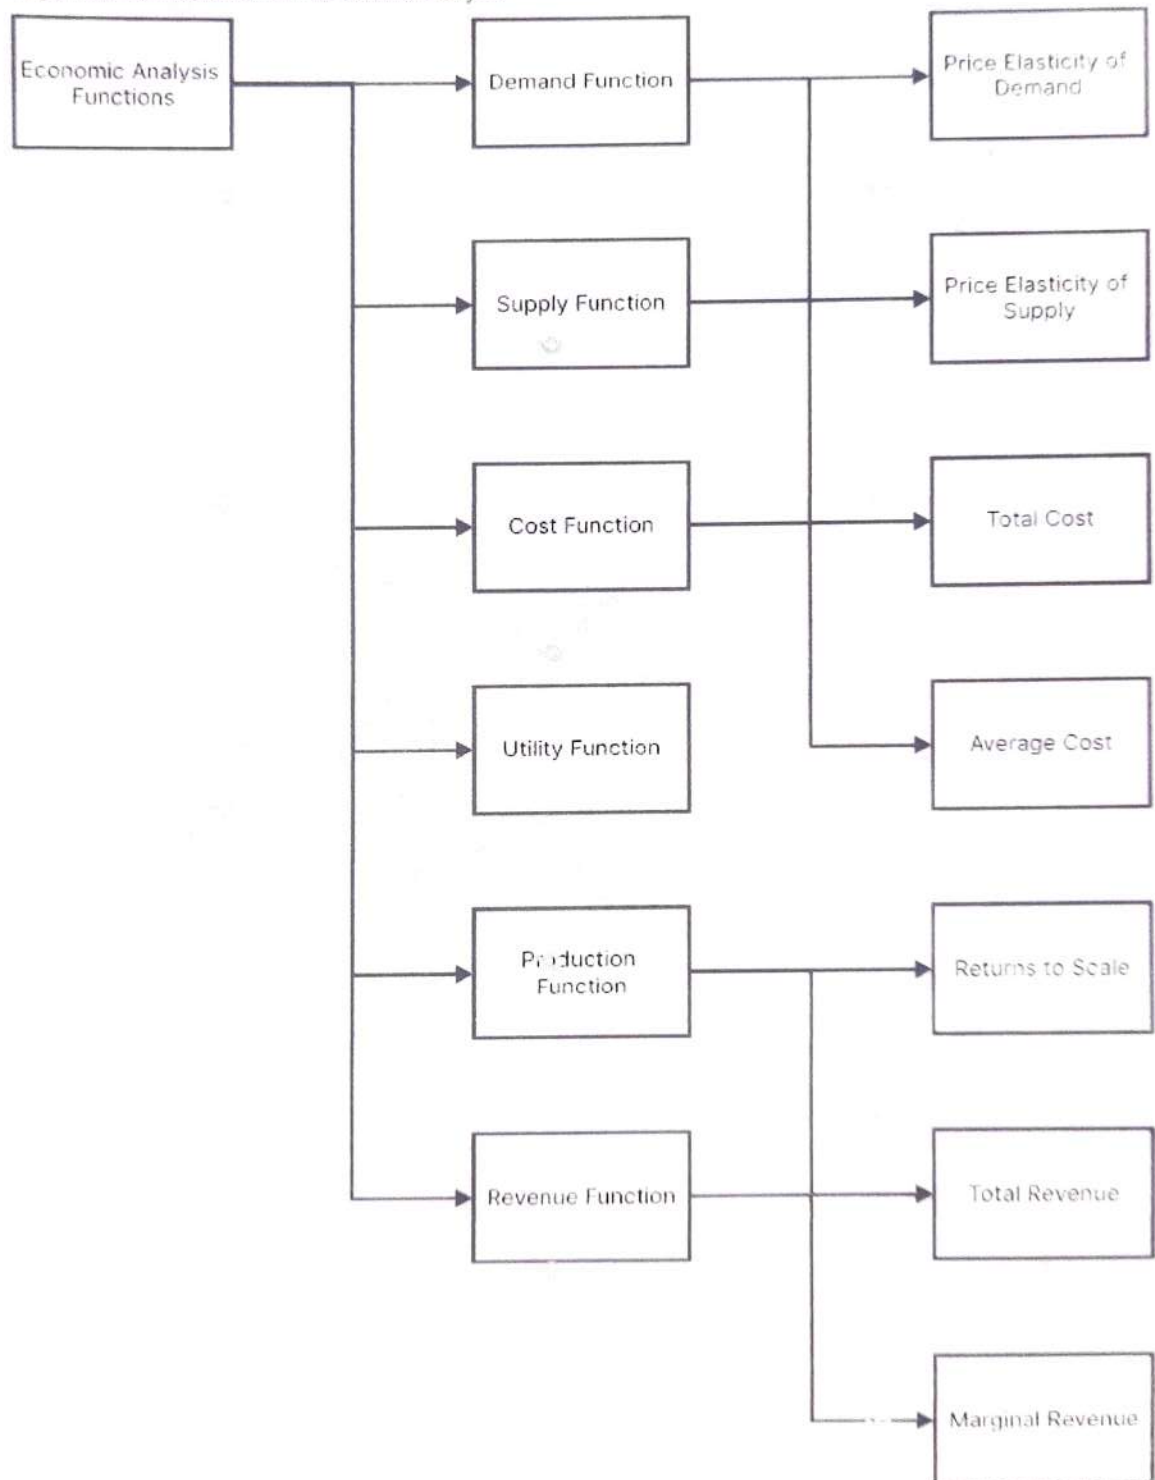 Economic Analysis
Functions
Demand Function
Price Elasticity of
Demand
Supply Function
Price Elasticity of
Supply
Cost Function
Total Cost
Utility Function
Average Cost
Production
Function
Returns to Scale
Revenue Function
Total Revenue
Marginal Revenue